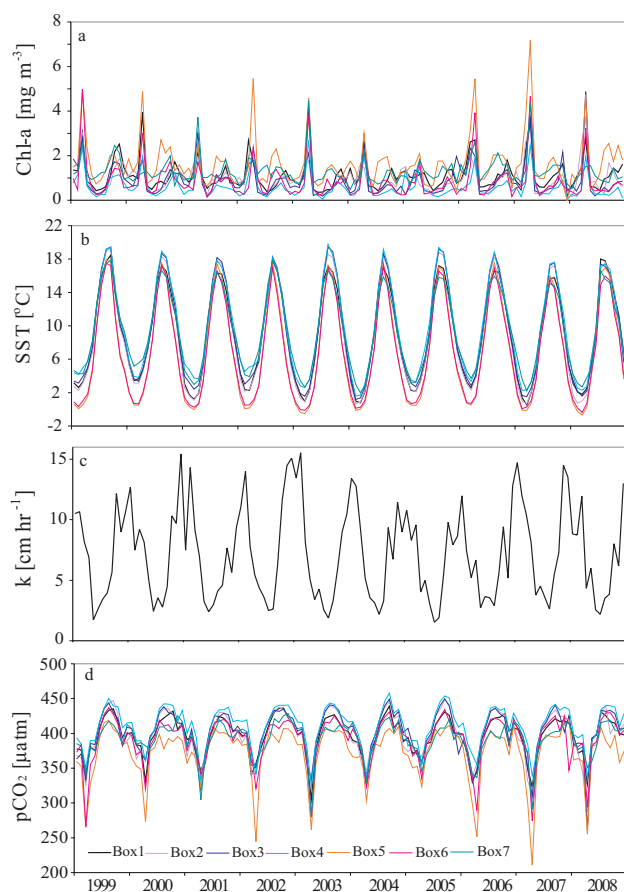 a
Chl-a [mg m-3]
8
6
4
2
0
b
SST [°C]
22
18
14
10
6
2
-2
c
k [cm hr-1]
15
10
5
0
d
pCO2 [µatm]
500
450
400
350
300
250
200
Box1 Box2 Box3 Box4 Box5 Box6 Box7
1999 2000 2001 2002 2003 2004 2005 2006 2007 2008